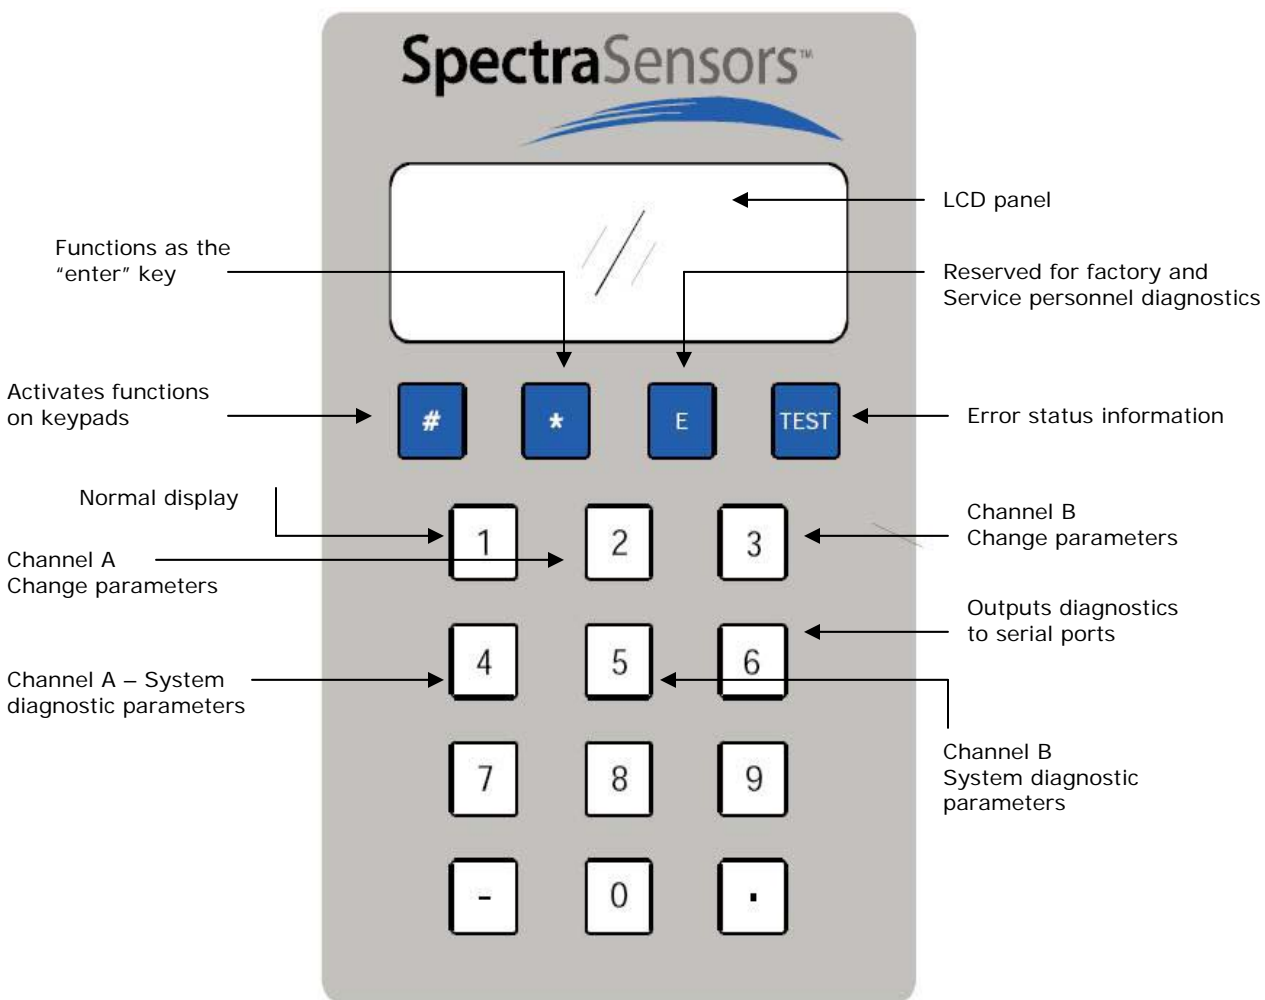 SpectraSensors™
LCD panel
Functions as the
“enter” key
Reserved for factory and
Service personnel diagnostics
Activates functions
on keypads
# * E TEST
Error status information
Normal display
1 2 3
Channel B
Change parameters
Channel A
Change parameters
Outputs diagnostics
to serial ports
4 5 6
Channel A – System
diagnostic parameters
Channel B
System diagnostic
parameters
7 8 9
- 0 .